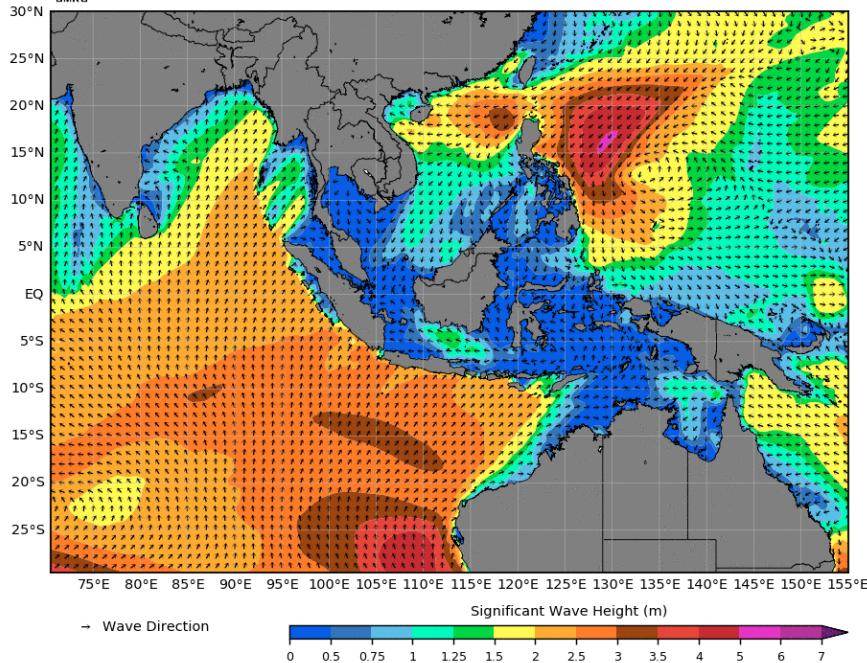 30°N
25°N
20°N
15°N
10°N
5°N
EQ
5°S
10°S
15°S
20°S
25°S
75°E 80°E 85°E 90°E 95°E 100°E 105°E 110°E 115°E 120°E 125°E 130°E 135°E 140°E 145°E 150°E 155°E
Significant Wave Height (m)
→ Wave Direction
0 0.5 0.75 1 1.25 1.5 2 2.5 3 3.5 4 5 6 7